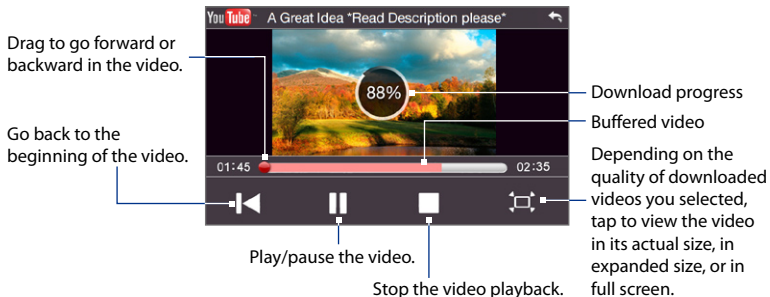 You Tube A Great Idea *Read Description please*
Drag to go forward or
backward in the video.
88%
Download progress
Buffered video
Go back to the
beginning of the video.
01:45
02:35
Depending on the
quality of downloaded
videos you selected,
tap to view the video
in its actual size, in
expanded size, or in
full screen.
Play/pause the video.
Stop the video playback.